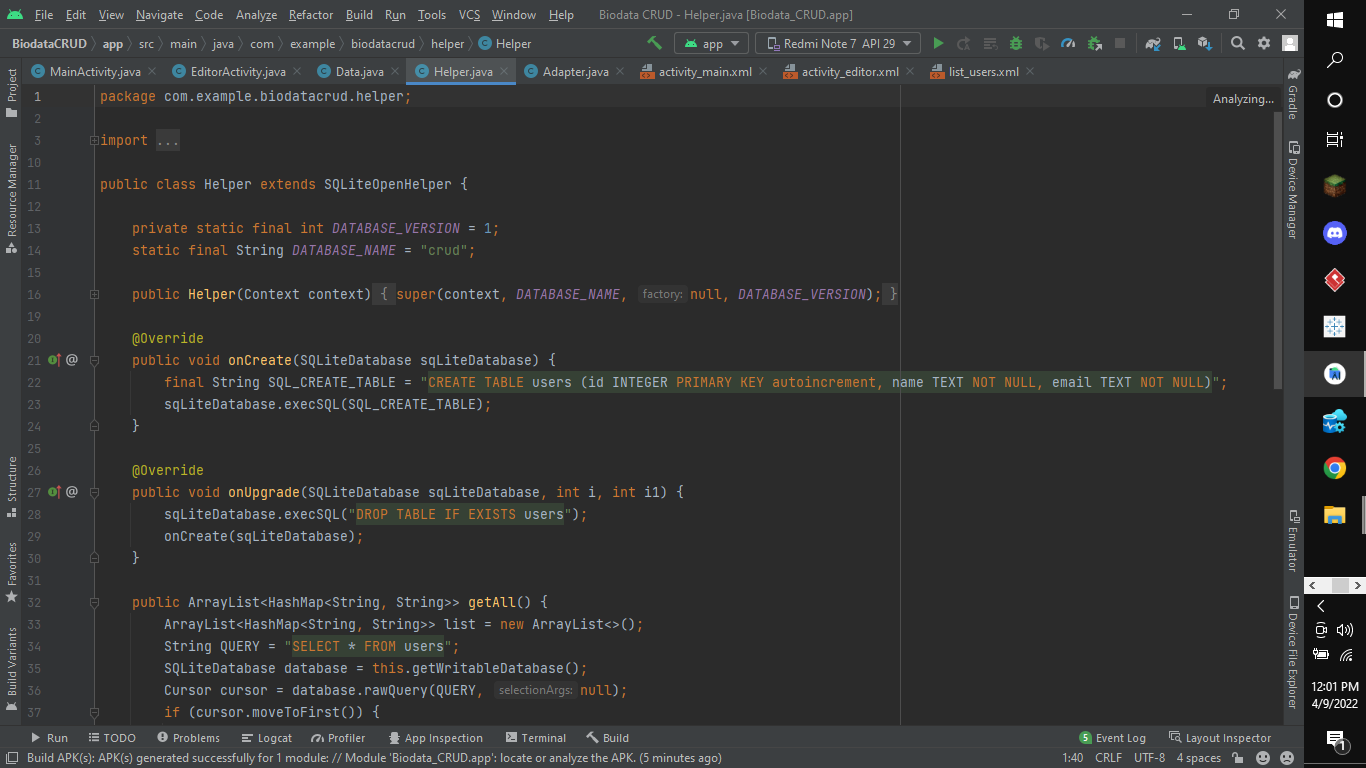 File Edit View Navigate Code Analyze Refactor Build Run Tools VCS Window Help Biodata CRUD - Helper.java [Biodata_CRUD.app]
BiodataCRUD app src main java com example biodatacrud helper Helper app Redmi Note 7 API 29
MainActivity.java EditorActivity.java Data.java Helper.java Adapter.java activity_main.xml activity_editor.xml list_users.xml
Project
Resource Manager
Structure
Favorites
Build Variants
1 package com.example.biodatacrud.helper;
Analyzing...
2
3 import ...
10
11 public class Helper extends SQLiteOpenHelper {
12
13 private static final int DATABASE_VERSION = 1;
14 static final String DATABASE_NAME = "crud";
15
16 public Helper(Context context) { super(context, DATABASE_NAME, factory: null, DATABASE_VERSION); }
19
20 @Override
21 @ public void onCreate(SQLiteDatabase sqLiteDatabase) {
22 final String SQL_CREATE_TABLE = "CREATE TABLE users (id INTEGER PRIMARY KEY autoincrement, name TEXT NOT NULL, email TEXT NOT NULL)";
23 sqLiteDatabase.execSQL(SQL_CREATE_TABLE);
24 }
25
26 @Override
27 @ public void onUpgrade(SQLiteDatabase sqLiteDatabase, int i, int i1) {
28 sqLiteDatabase.execSQL("DROP TABLE IF EXISTS users");
29 onCreate(sqLiteDatabase);
30 }
31
32 public ArrayList<HashMap<String, String>> getAll() {
33 ArrayList<HashMap<String, String>> list = new ArrayList<>();
34 String QUERY = "SELECT * FROM users";
35 SQLiteDatabase database = this.getWritableDatabase();
36 Cursor cursor = database.rawQuery(QUERY, selectionArgs: null);
37 if (cursor.moveToFirst()) {
Gradle
Device Manager
Emulator
Device File Explorer
Run TODO Problems Logcat Profiler App Inspection Terminal Build 5 Event Log Layout Inspector
Build APK(s): APK(s) generated successfully for 1 module: // Module 'Biodata_CRUD.app': locate or analyze the APK. (5 minutes ago) 1:40 CRLF UTF-8 4 spaces
12:01 PM
4/9/2022
1